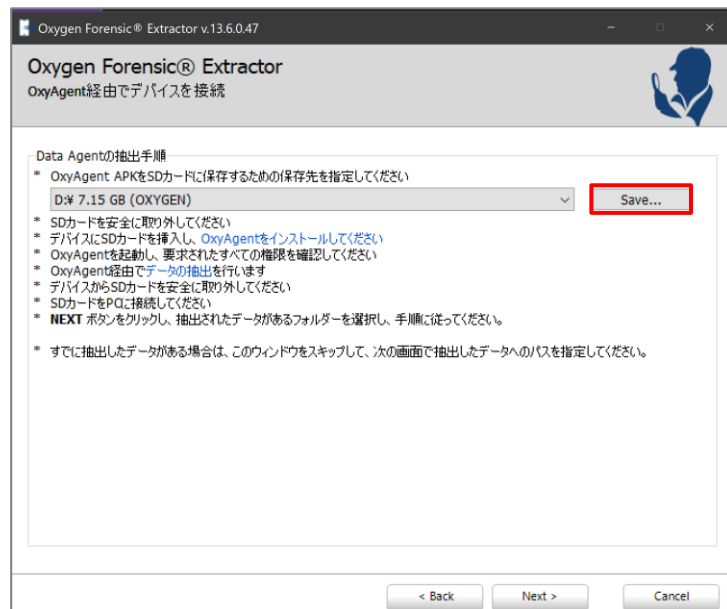 Oxygen Forensic® Extractor v.13.6.0.47
Oxygen Forensic® Extractor
OxyAgent経由でデバイスを接続
Data Agentの抽出手順
* OxyAgent APKをSDカードに保存するための保存先を指定してください
D:¥ 7.15 GB (OXYGEN)
Save...
* SDカードを安全に取り外してください
* デバイスにSDカードを挿入し、OxyAgentをインストールしてください
* OxyAgentを起動し、要求されたすべての権限を確認してください
* OxyAgent経由でデータの抽出を行います
* デバイスからSDカードを安全に取り外してください
* SDカードをPCに接続してください
* NEXT ボタンをクリックし、抽出されたデータがあるフォルダーを選択し、手順に従ってください。
* すでに抽出したデータがある場合は、このウィンドウをスキップして、次の画面で抽出したデータへのパスを指定してください。
< Back
Next >
Cancel